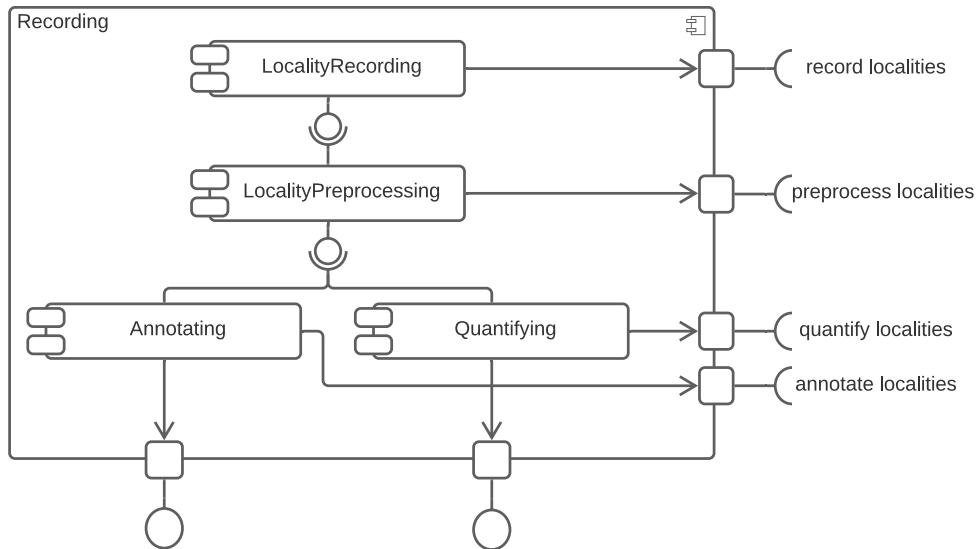 Recording
LocalityRecording
record localities
LocalityPreprocessing
preprocess localities
Annotating
Quantifying
quantify localities
annotate localities